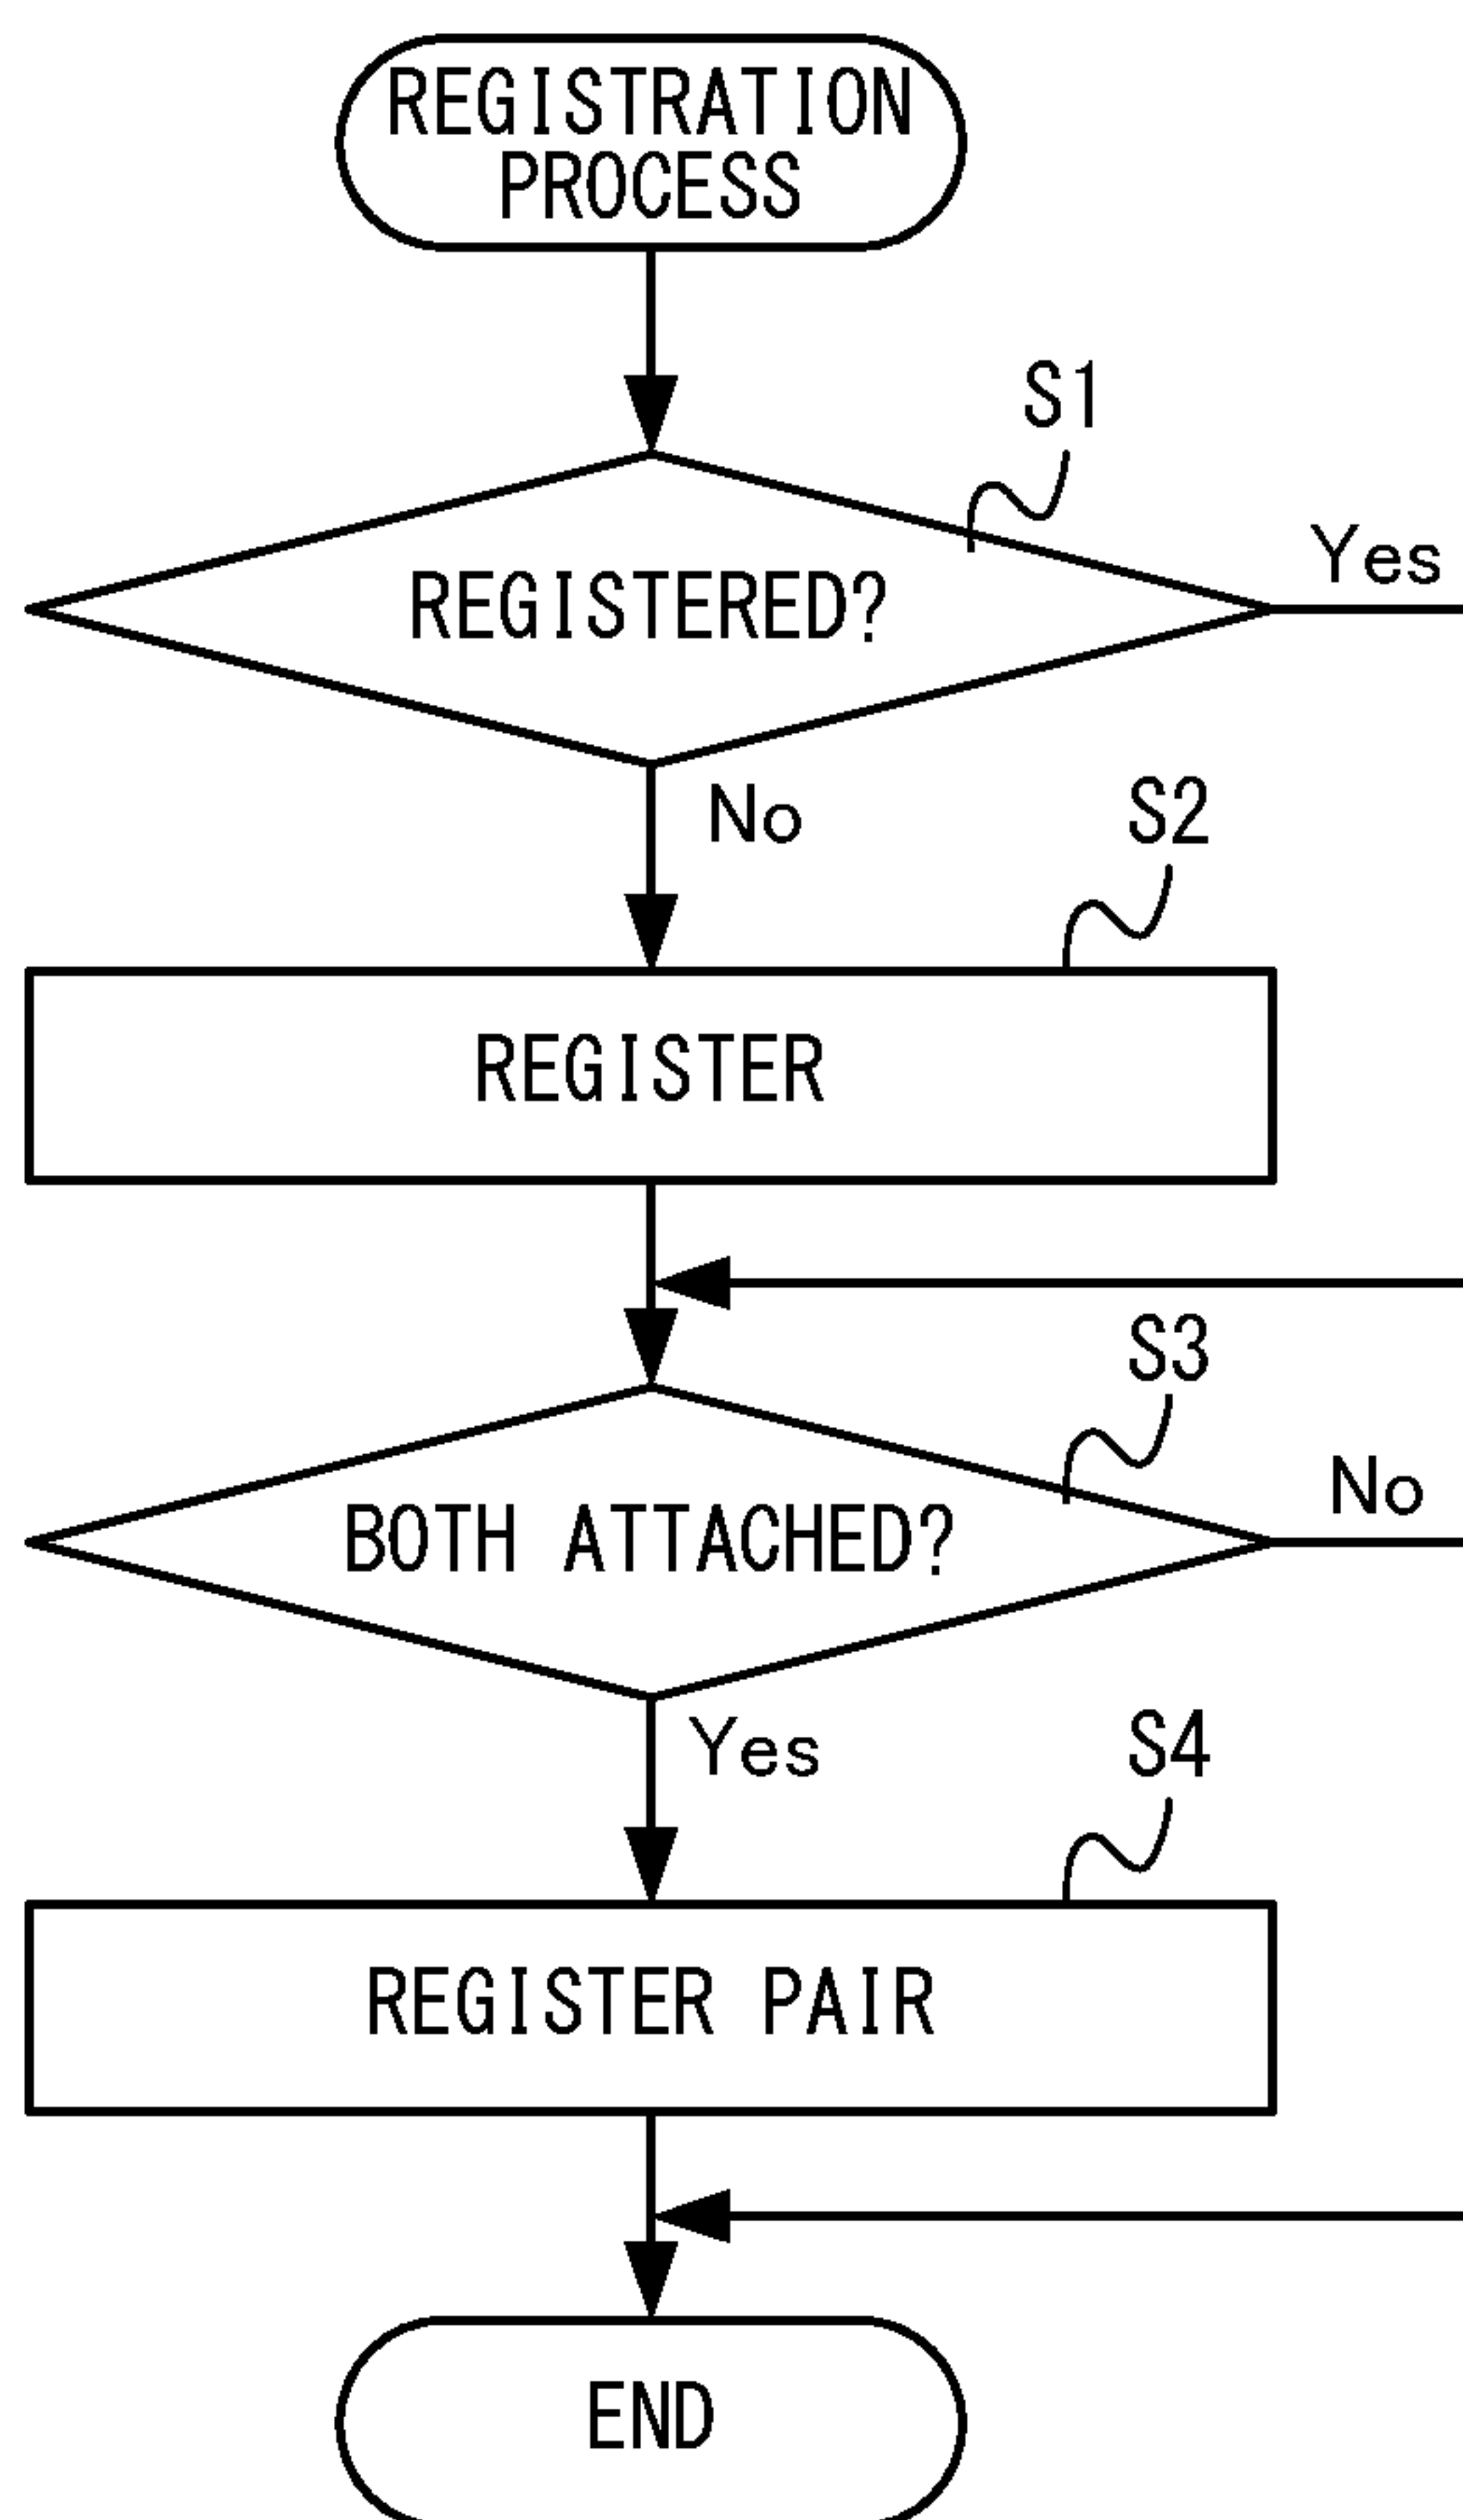 REGISTRATION
PROCESS
S1
REGISTERED?
Yes
No
S2
REGISTER
S3
BOTH ATTACHED?
No
Yes
S4
REGISTER PAIR
END